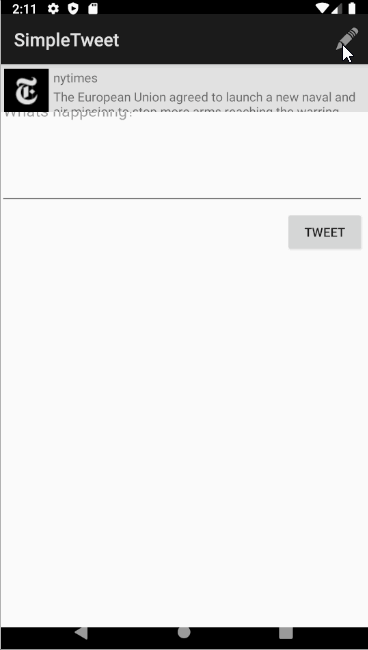 2:11
SimpleTweet
nytimes
The European Union agreed to launch a new naval and
air mission to stop more arms reaching the warring
Whats happening?
TWEET